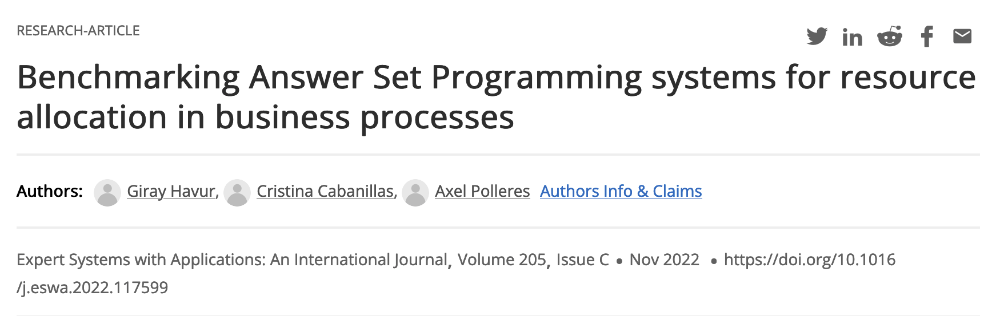 RESEARCH-ARTICLE
Benchmarking Answer Set Programming systems for resource
allocation in business processes
Authors: Giray Havur, Cristina Cabanillas, Axel Polleres Authors Info & Claims
Expert Systems with Applications: An International Journal, Volume 205, Issue C • Nov 2022 • https://doi.org/10.1016
/j.eswa.2022.117599